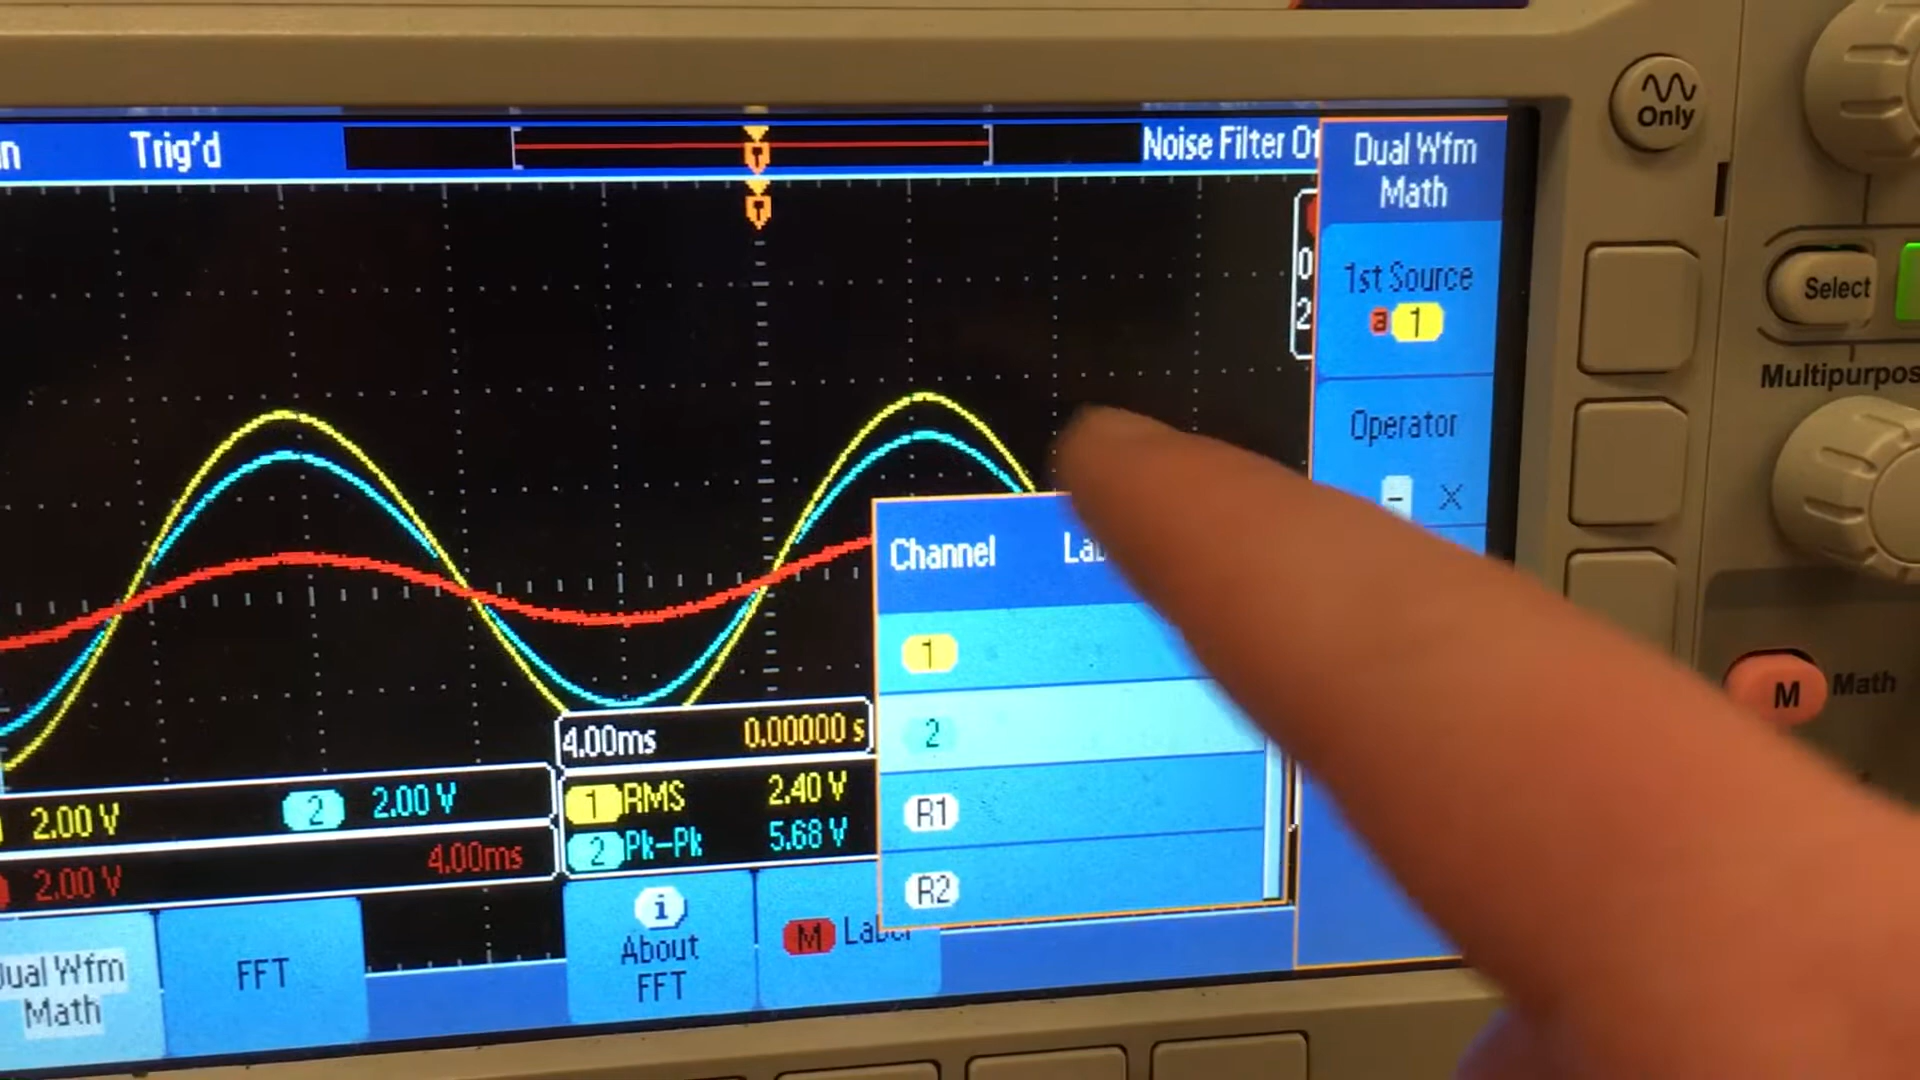 Only
Trig'd
Noise Filter
Dual Wfm
Math
1st Source
a 1
Operator
- X
Select
Multipurpos
Channel
1
2
R1
R2
M Math
4.00ms 0.00000 s
1 RMS 2.40 V
2 Pk-Pk 5.68 V
2.00 V 2 2.00 V
2.00 V 4.00ms
Dual Wfm
Math
FFT
i
About
FFT
M Label